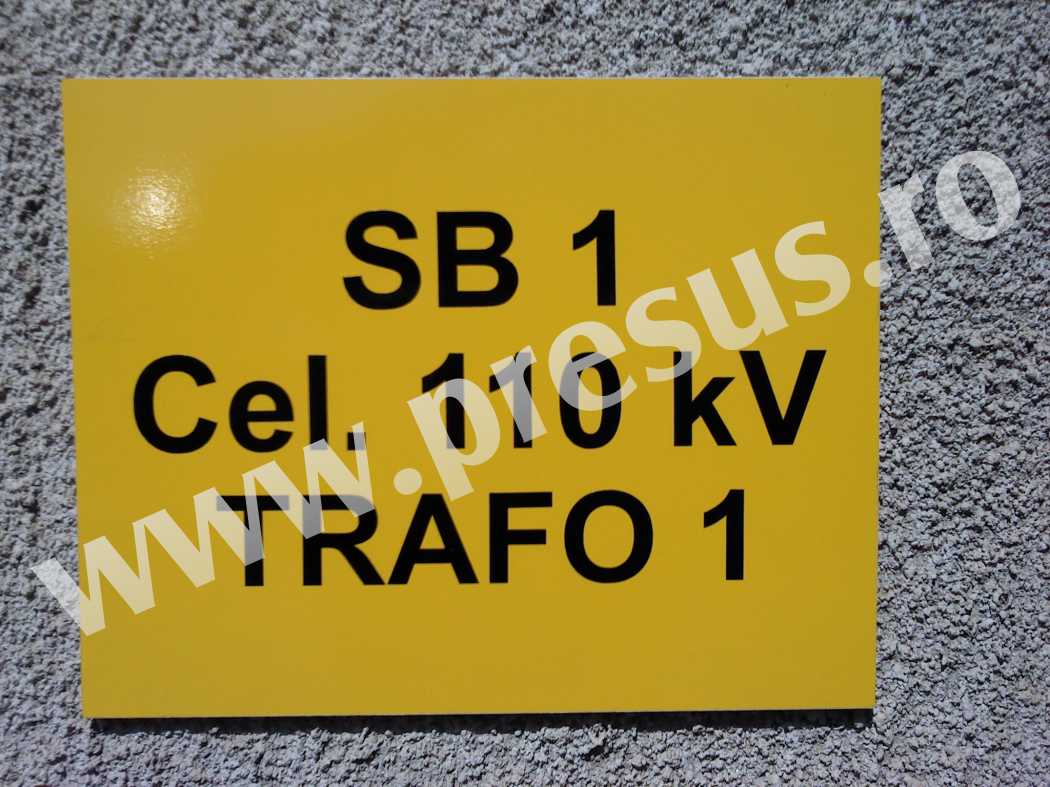 SB 1
Cel. 110 kV
TRAFO 1
www.presus.ro